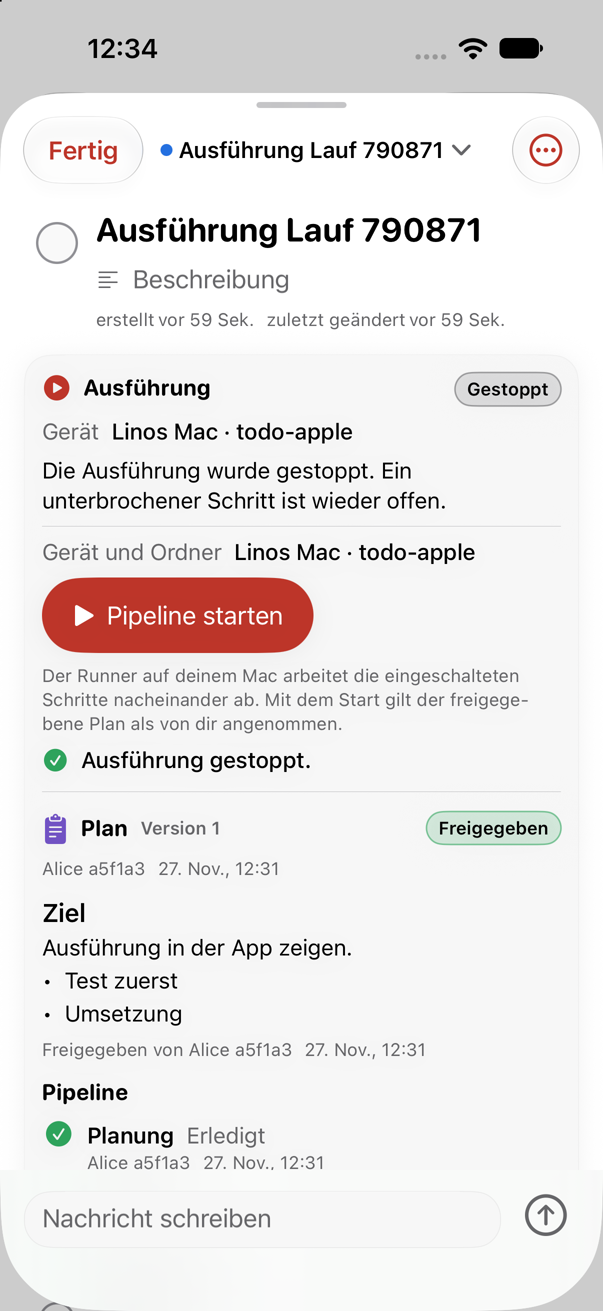 12:34
Fertig
Ausführung Lauf 790871
Ausführung Lauf 790871
Beschreibung
erstellt vor 59 Sek. zuletzt geändert vor 59 Sek.
Ausführung
Gestoppt
Gerät Linos Mac · todo-apple
Die Ausführung wurde gestoppt. Ein
unterbrochener Schritt ist wieder offen.
Gerät und Ordner Linos Mac · todo-apple
Pipeline starten
Der Runner auf deinem Mac arbeitet die eingeschalteten
Schritte nacheinander ab. Mit dem Start gilt der freigege-
bene Plan als von dir angenommen.
Ausführung gestoppt.
Plan Version 1
Freigegeben
Alice a5f1a3 27. Nov., 12:31
Ziel
Ausführung in der App zeigen.
• Test zuerst
• Umsetzung
Freigegeben von Alice a5f1a3 27. Nov., 12:31
Pipeline
Planung Erledigt
Alice a5f1a3 27. Nov., 12:31
Nachricht schreiben